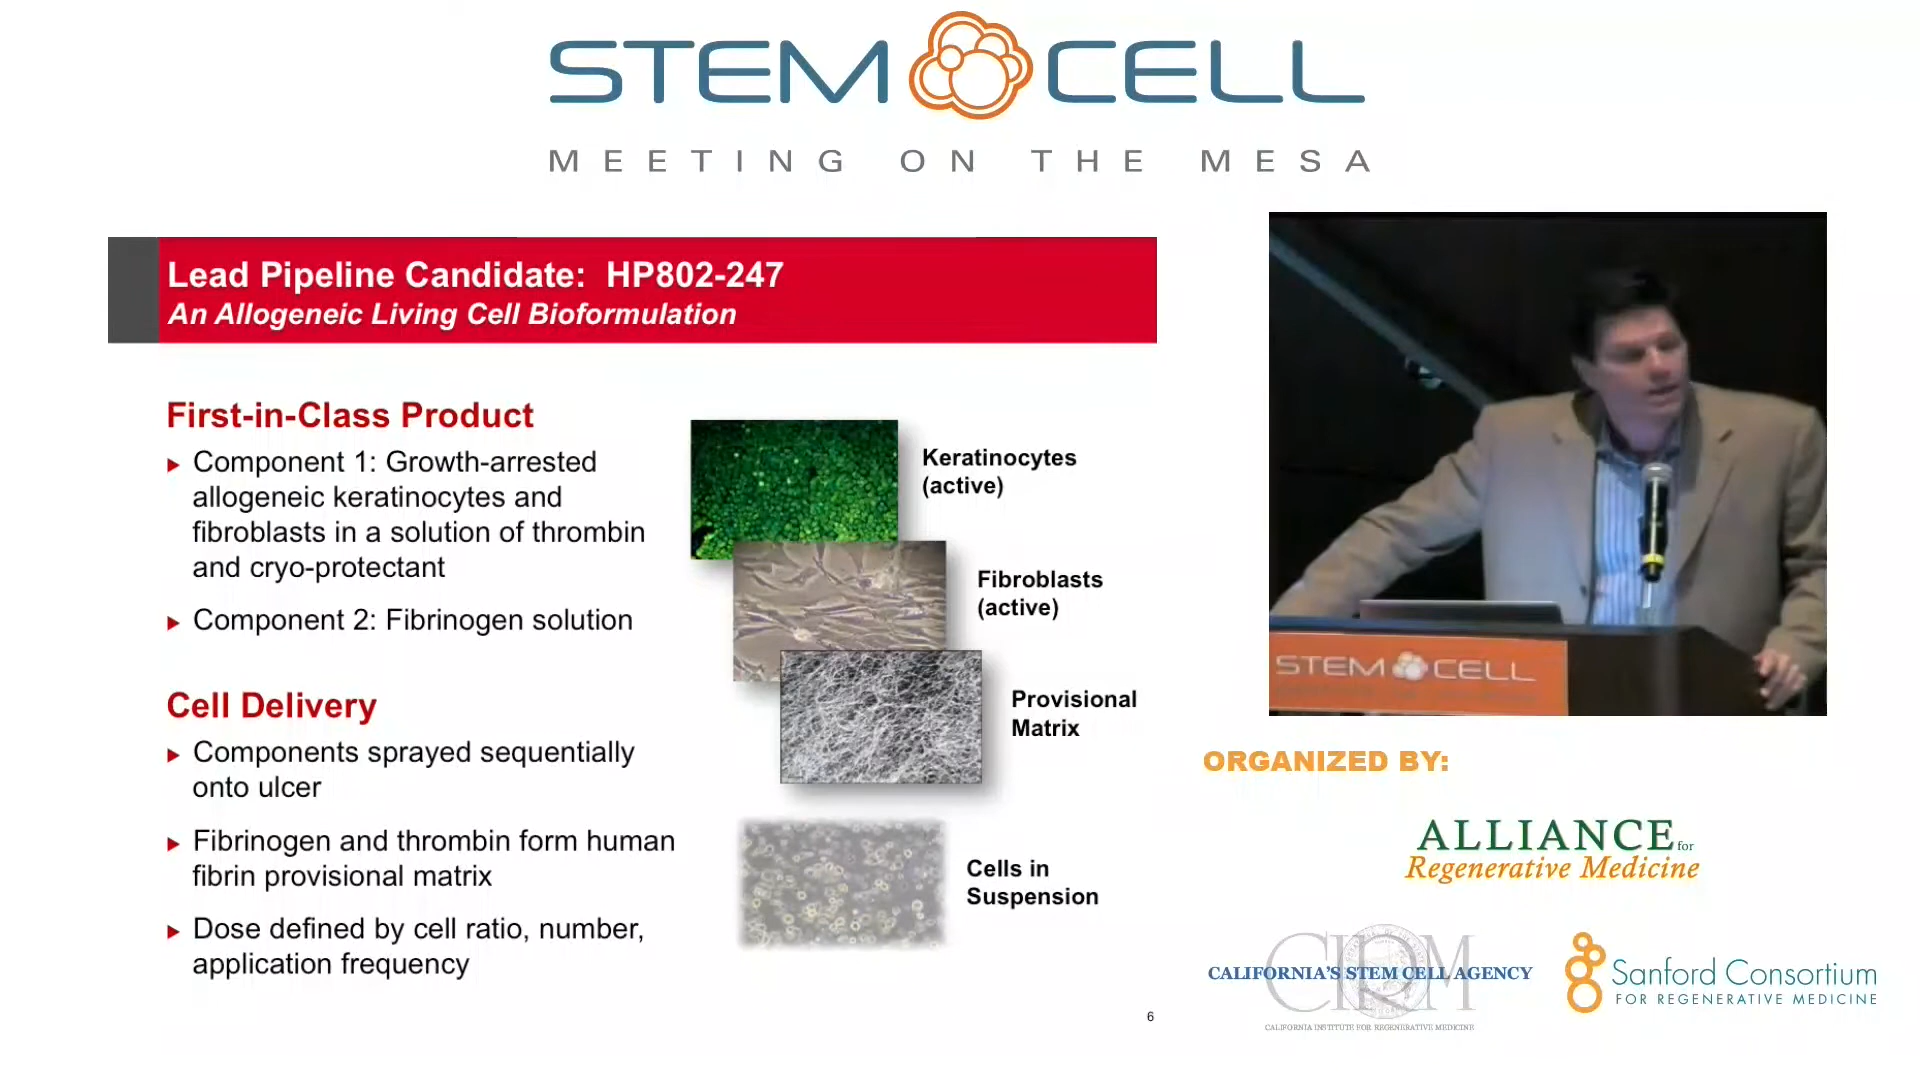 STEM CELL
MEETING ON THE MESA
Lead Pipeline Candidate: HP802-247
An Allogeneic Living Cell Bioformulation
First-in-Class Product
Component 1: Growth-arrested
allogeneic keratinocytes and
fibroblasts in a solution of thrombin
and cryo-protectant
Component 2: Fibrinogen solution
Cell Delivery
Components sprayed sequentially
onto ulcer
Fibrinogen and thrombin form human
fibrin provisional matrix
Dose defined by cell ratio, number,
application frequency
Keratinocytes
(active)
Fibroblasts
(active)
Provisional
Matrix
Cells in
Suspension
6
STEM CELL
ORGANIZED BY:
ALLIANCE for
Regenerative Medicine
CIRM
CALIFORNIA'S STEM CELL AGENCY
CALIFORNIA INSTITUTE FOR REGENERATIVE MEDICINE
Sanford Consortium
FOR REGENERATIVE MEDICINE